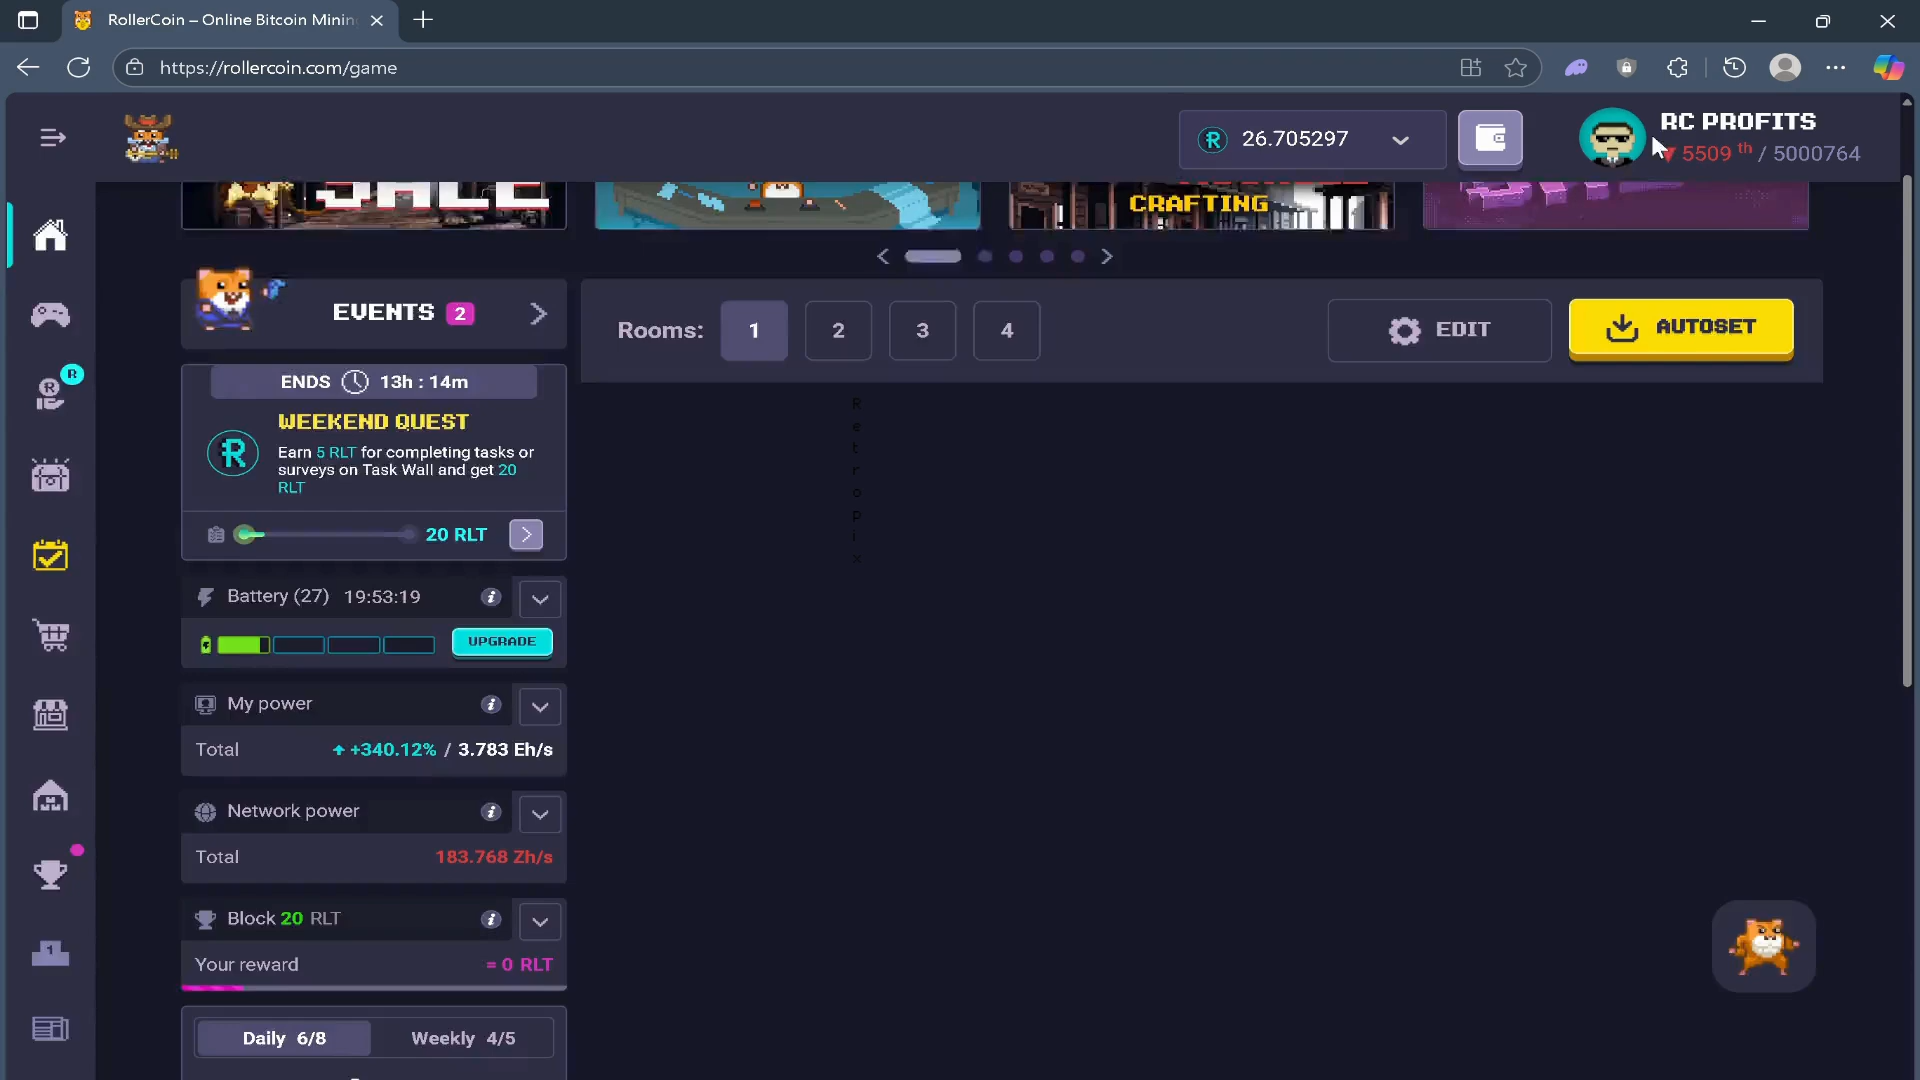 RollerCoin – Online Bitcoin Minin
https://rollercoin.com/game
26.705297
RC PROFITS
5509 th / 5000764
SALE
CRAFTING
EVENTS 2
Rooms: 1 2 3 4
EDIT
AUTOSET
ENDS 13h : 14m
WEEKEND QUEST
Earn 5 RLT for completing tasks or
surveys on Task Wall and get 20
RLT
20 RLT
Battery (27) 19:53:19
UPGRADE
My power
Total +340.12% / 3.783 Eh/s
Network power
Total 183.768 Zh/s
Block 20 RLT
Your reward = 0 RLT
Daily 6/8
Weekly 4/5
Retropix